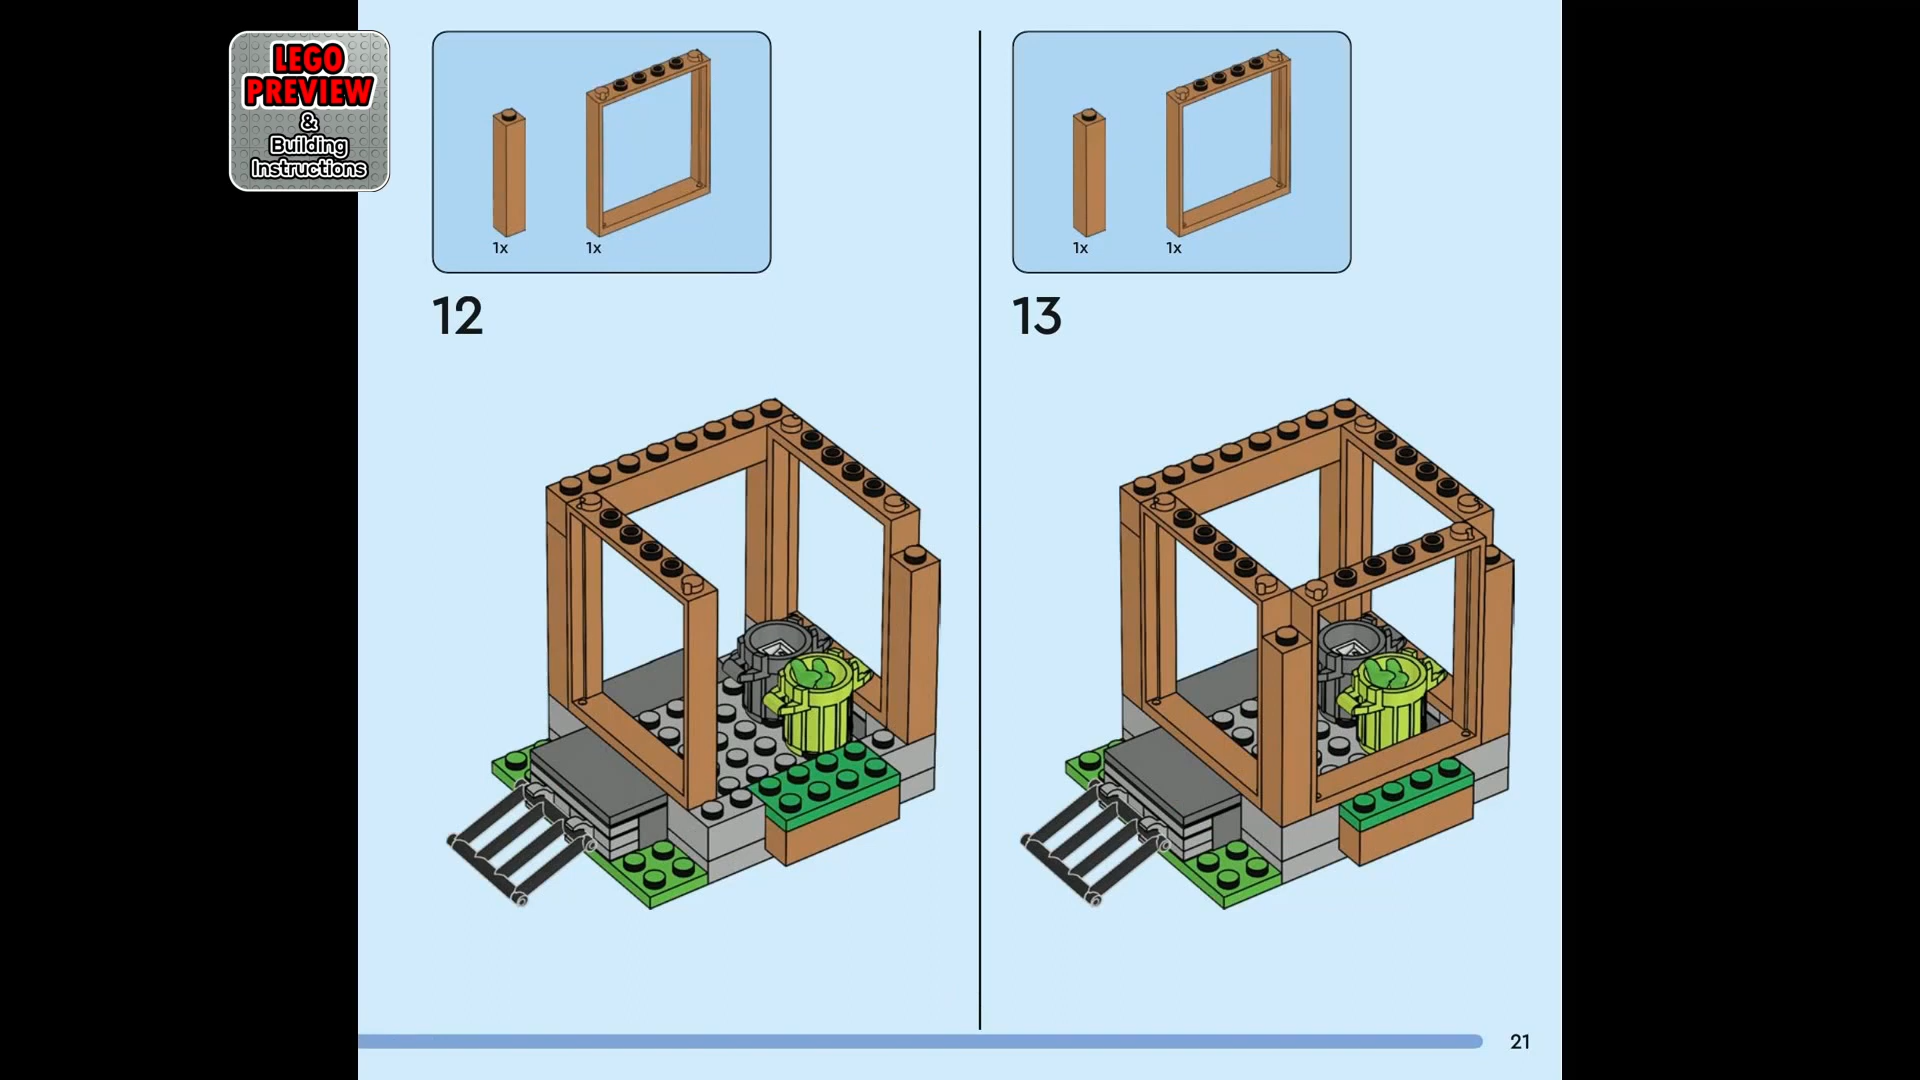 LEGO
PREVIEW
&
Building
Instructions
1x
1x
12
1x
1x
13
21